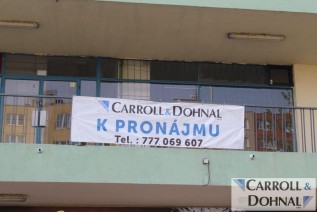 CARROLL & DOHNAL
K PRONÁJMU
Tel. : 777 069 607
CARROLL &
DOHNAL